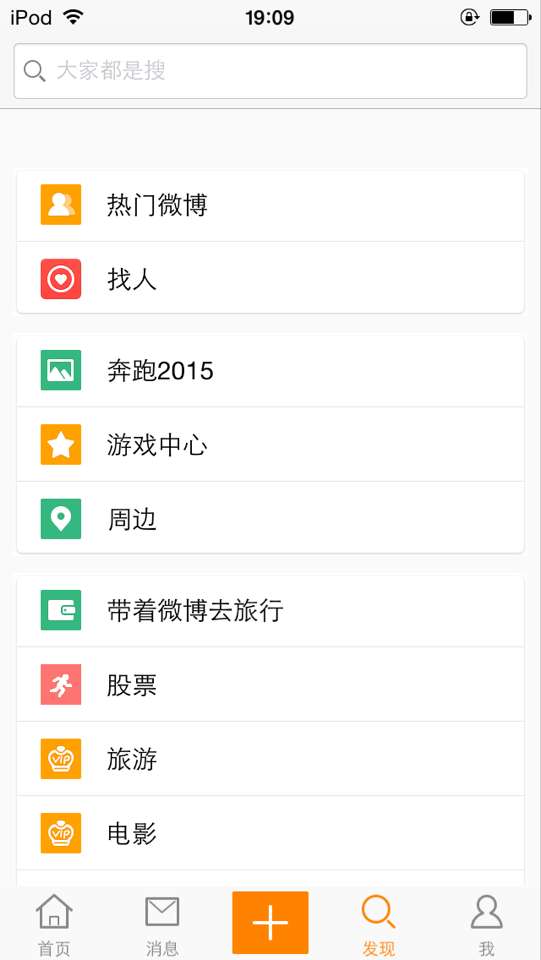 iPod
19:09
大家都是搜
热门微博
找人
奔跑2015
游戏中心
周边
带着微博去旅行
股票
旅游
VIP
电影
VIP
首页
消息
发现
我